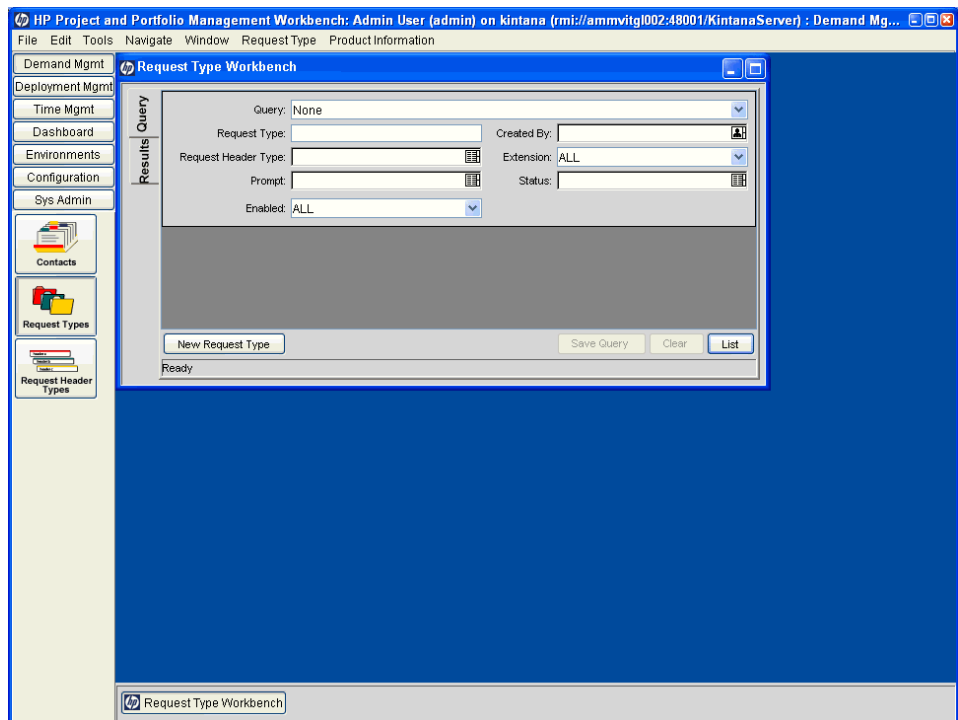 HP Project and Portfolio Management Workbench: Admin User (admin) on kintana (rmi://ammvitgl002:48001/KintanaServer) : Demand Mg...
File Edit Tools Navigate Window Request Type Product Information
Demand Mgmt
Deployment Mgmt
Time Mgmt
Dashboard
Environments
Configuration
Sys Admin
Contacts
Request Types
Request Header
Types
Request Type Workbench
Query
Results
Query: None
Request Type: Created By:
Request Header Type: Extension: ALL
Prompt: Status:
Enabled: ALL
New Request Type Save Query Clear List
Ready
Request Type Workbench